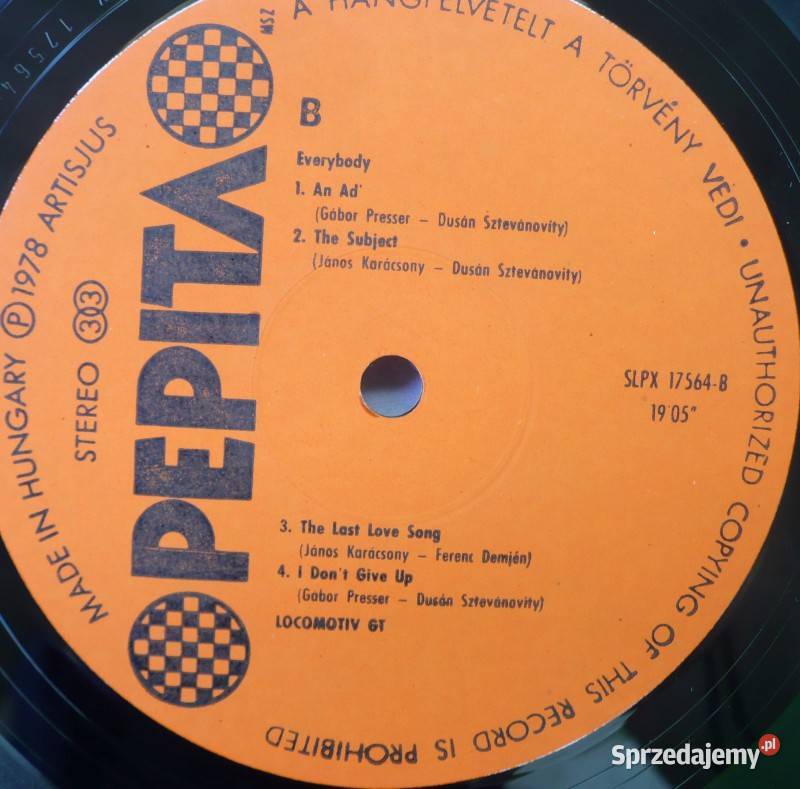 A HANGFELVÉTELT A TÖRVÉNY VÉDI • UNAUTHORIZED COPYING OF THIS RECORD IS PROHIBITED
MADE IN HUNGARY Ⓟ 1978 ARTISJUS
STEREO 33
PEPITA
MSZ
B
Everybody
1. An Ad'
(Gábor Presser – Dusán Sztevánovity)
2. The Subject
(János Karácsony – Dusán Sztevánovity)
SLPX 17564-B
19'05"
3. The Last Love Song
(János Karácsony – Ferenc Demjén)
4. I Don't Give Up
(Gábor Presser – Dusán Sztevánovity)
LOCOMOTIV GT
17564
Sprzedajemy.pl